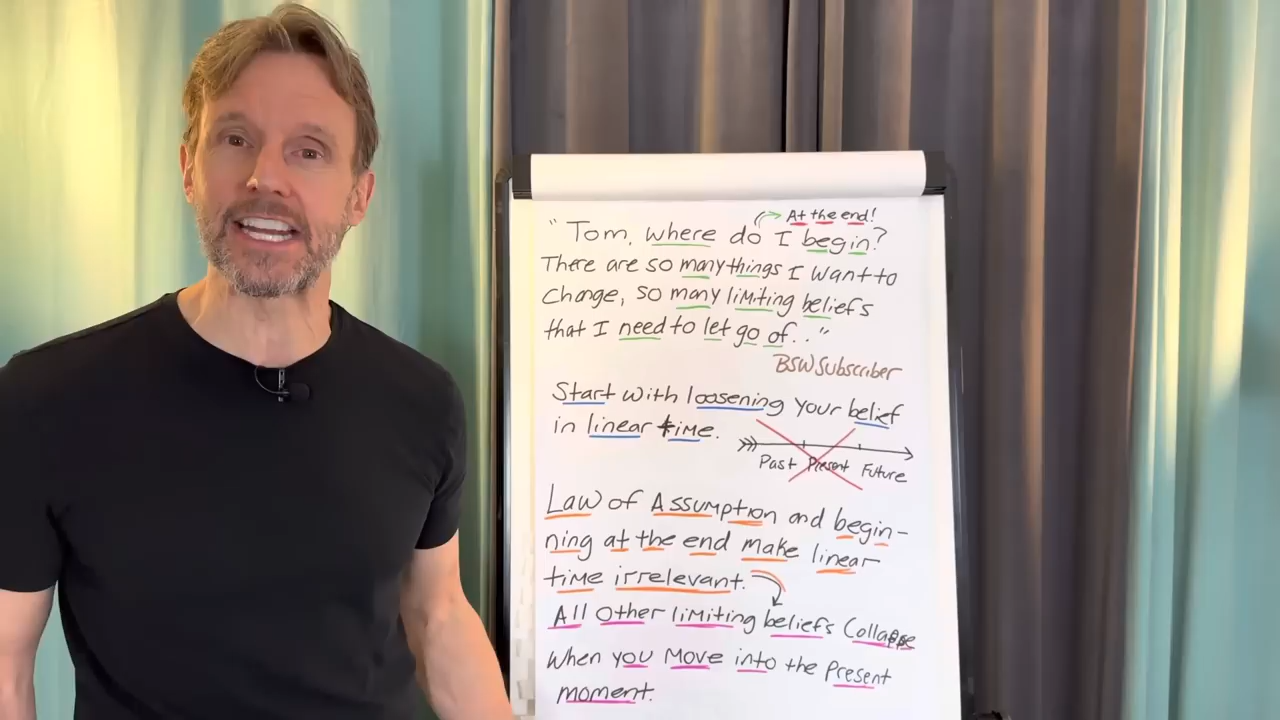 At the end!
"Tom, where do I begin?
There are so many things I want to
Change, so many limiting beliefs
that I need to let go of.."
BSW Subscriber
Start with loosening your belief
in linear time.
Past Present Future
Law of Assumption and begin-
ning at the end make linear
time irrelevant.
All Other limiting beliefs Collapse
When you Move into the Present
moment.